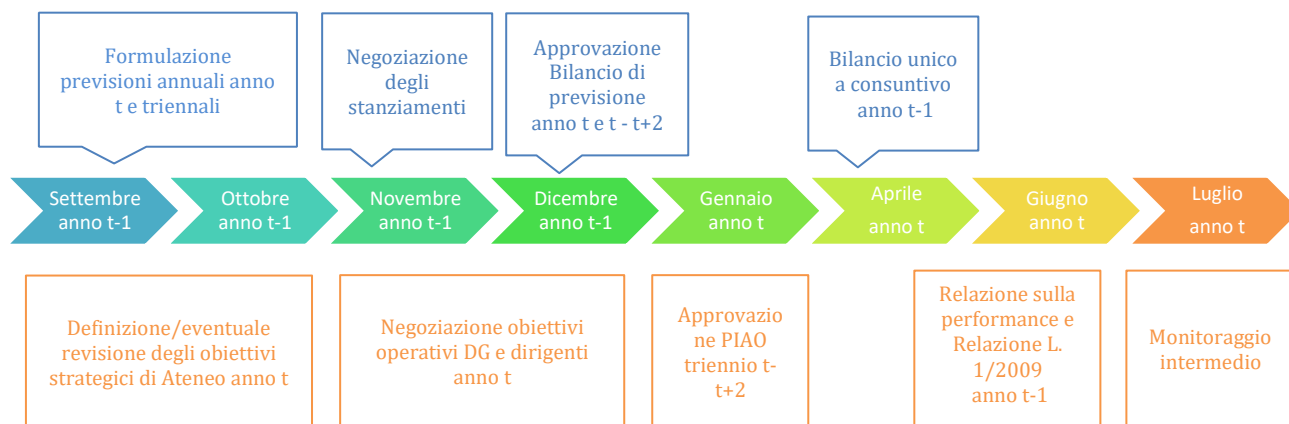 Formulazione
previsioni annuali anno
t e triennali
Negoziazione
degli
stanziamenti
Approvazione
Bilancio di
previsione
anno t e t - t+2
Bilancio unico
a consuntivo
anno t-1
Settembre
anno t-1
Ottobre
anno t-1
Novembre
anno t-1
Dicembre
anno t-1
Gennaio
anno t
Aprile
anno t
Giugno
anno t
Luglio
anno t
Definizione/eventuale
revisione degli obiettivi
strategici di Ateneo anno t
Negoziazione obiettivi
operativi DG e dirigenti
anno t
Approvazio
ne PIAO
triennio t-
t+2
Relazione sulla
performance e
Relazione L.
1/2009
anno t-1
Monitoraggio
intermedio